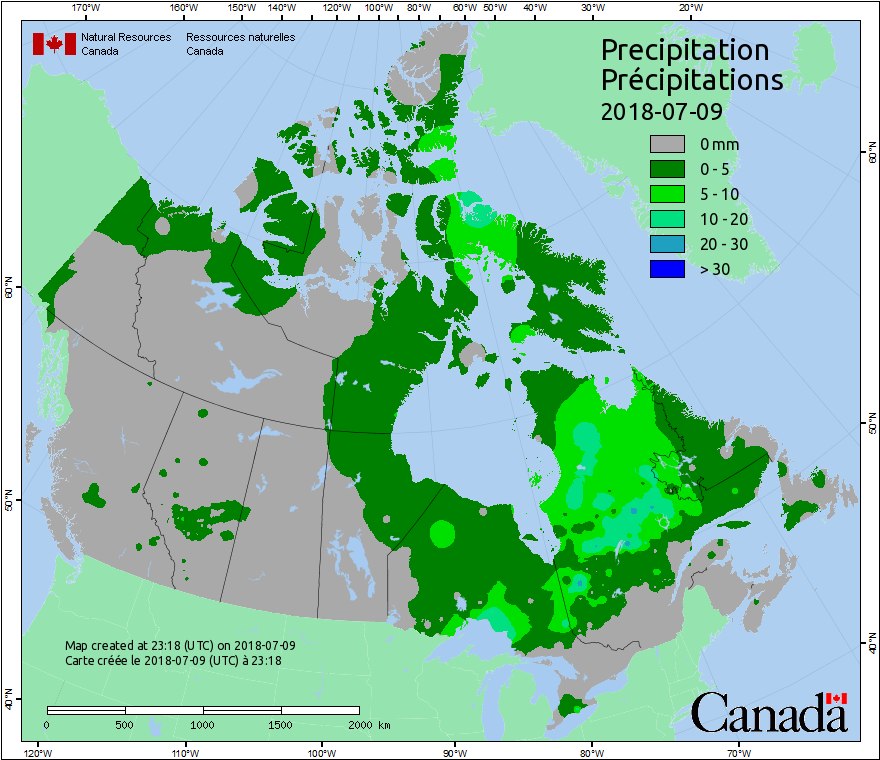 170°W 160°W 150°W 140°W 130°W 120°W 110°W 100°W 90°W 80°W 60°W 50°W 40°W 30°W 20°W
Natural Resources Canada
Ressources naturelles Canada
Precipitation
Précipitations
2018-07-09
0 mm
0 - 5
5 - 10
10 - 20
20 - 30
> 30
60°N
60°N
50°N
50°N
40°N
40°N
Map created at 23:18 (UTC) on 2018-07-09
Carte créée le 2018-07-09 (UTC) à 23:18
0 500 1000 1500 2000 km
Canada
120°W 110°W 100°W 90°W 80°W 70°W